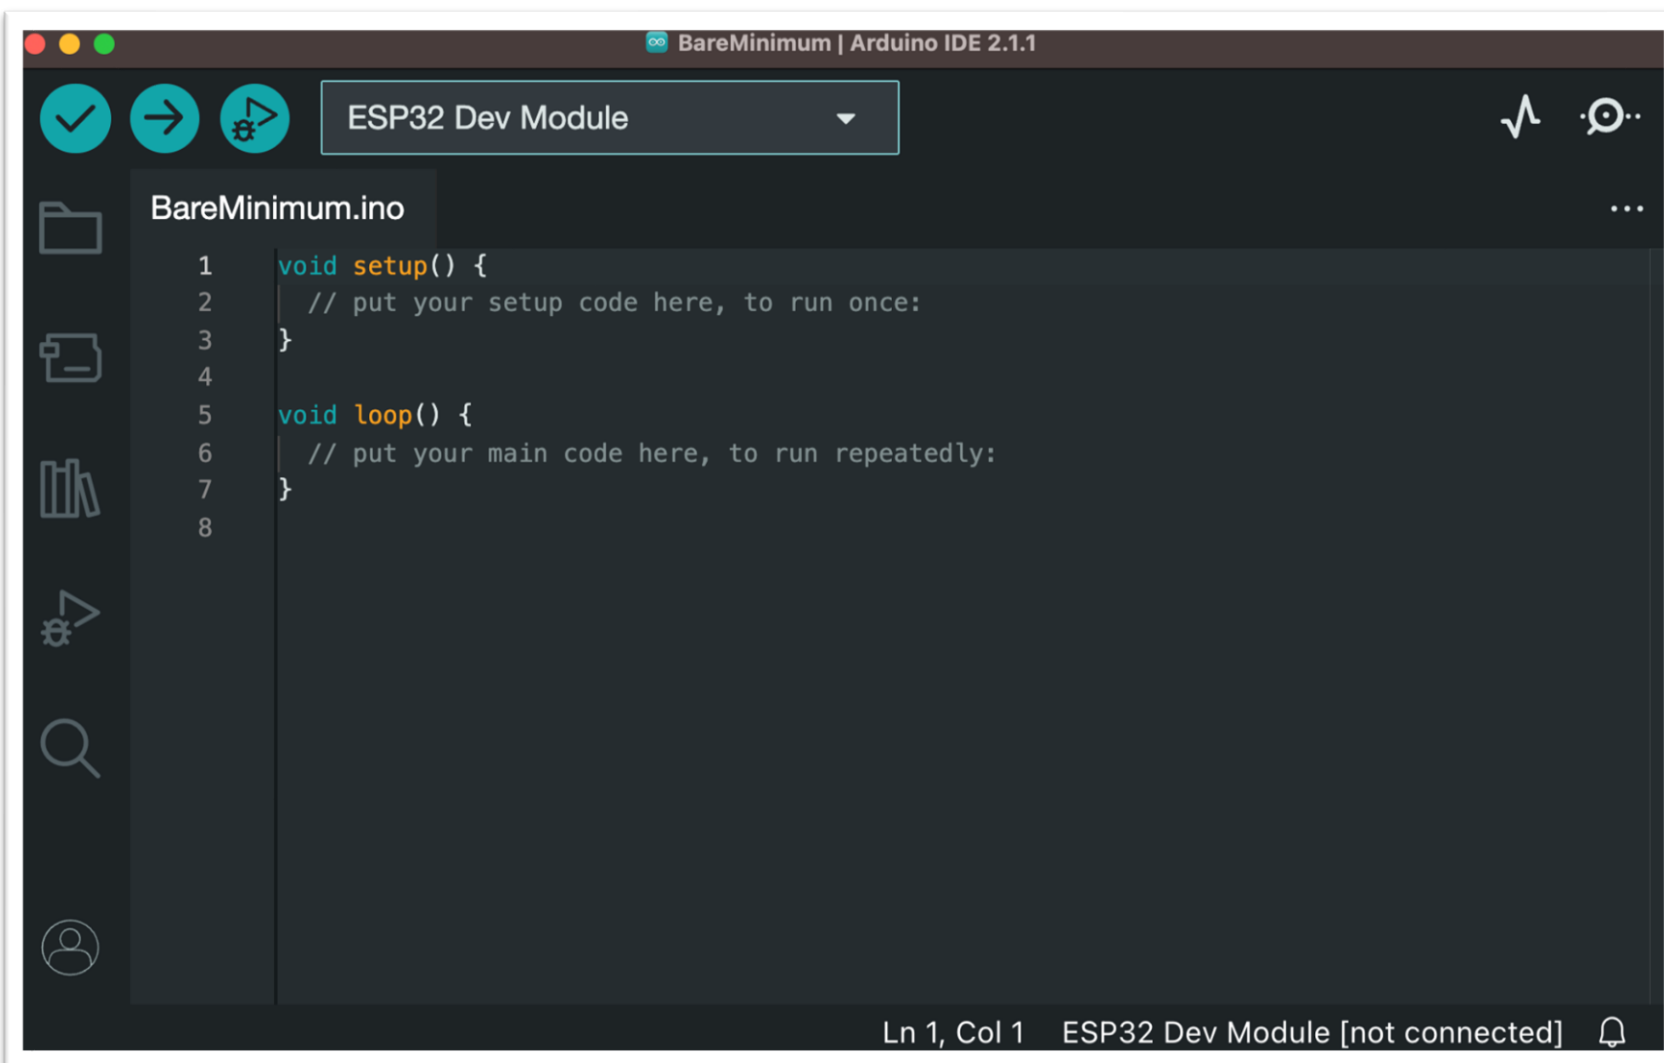 BareMinimum | Arduino IDE 2.1.1
ESP32 Dev Module
BareMinimum.ino
1 void setup() {
2 // put your setup code here, to run once:
3 }
4
5 void loop() {
6 // put your main code here, to run repeatedly:
7 }
8
Ln 1, Col 1 ESP32 Dev Module [not connected]